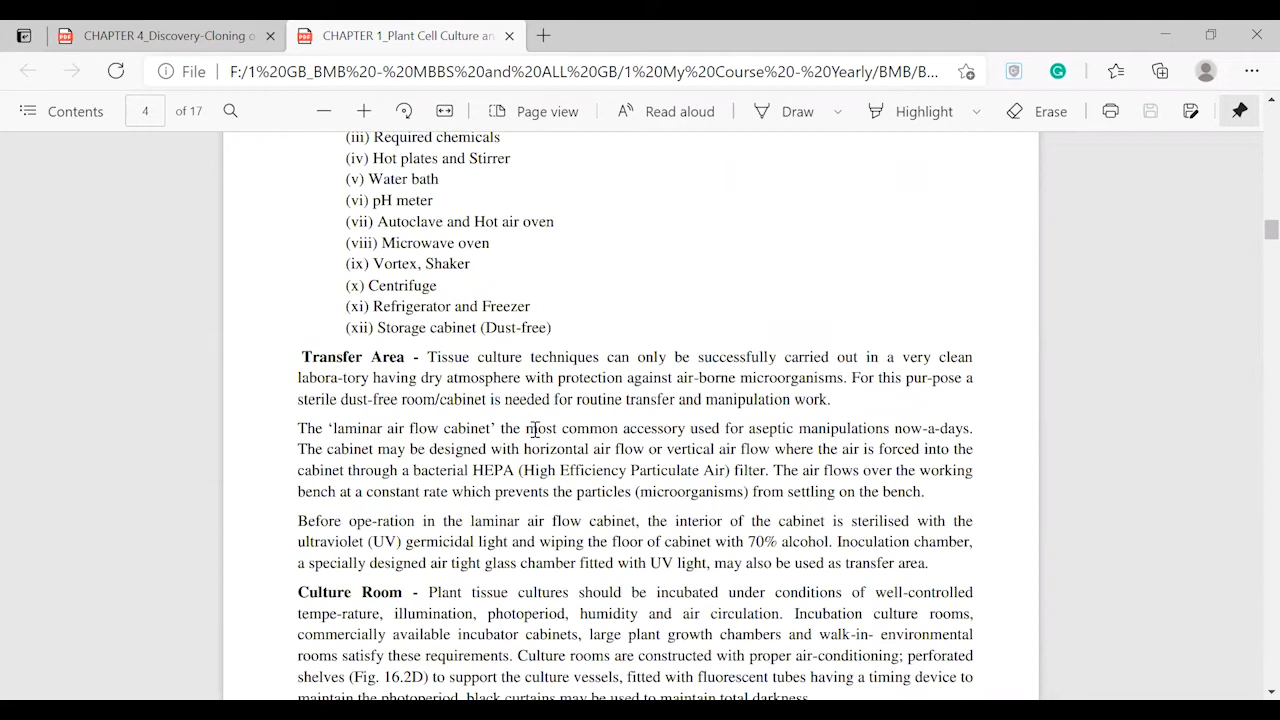 CHAPTER 4_Discovery-Cloning o
CHAPTER 1_Plant Cell Culture an
File F:/1%20GB_BMB%20-%20MBBS%20and%20ALL%20GB/1%20My%20Course%20-%20Yearly/BMB/B...
Contents 4 of 17 Page view Read aloud Draw Highlight Erase
(iii) Required chemicals
(iv) Hot plates and Stirrer
(v) Water bath
(vi) pH meter
(vii) Autoclave and Hot air oven
(viii) Microwave oven
(ix) Vortex, Shaker
(x) Centrifuge
(xi) Refrigerator and Freezer
(xii) Storage cabinet (Dust-free)
Transfer Area - Tissue culture techniques can only be successfully carried out in a very clean
labora-tory having dry atmosphere with protection against air-borne microorganisms. For this pur-pose a
sterile dust-free room/cabinet is needed for routine transfer and manipulation work.
The ‘laminar air flow cabinet’ the most common accessory used for aseptic manipulations now-a-days.
The cabinet may be designed with horizontal air flow or vertical air flow where the air is forced into the
cabinet through a bacterial HEPA (High Efficiency Particulate Air) filter. The air flows over the working
bench at a constant rate which prevents the particles (microorganisms) from settling on the bench.
Before ope-ration in the laminar air flow cabinet, the interior of the cabinet is sterilised with the
ultraviolet (UV) germicidal light and wiping the floor of cabinet with 70% alcohol. Inoculation chamber,
a specially designed air tight glass chamber fitted with UV light, may also be used as transfer area.
Culture Room - Plant tissue cultures should be incubated under conditions of well-controlled
tempe-rature, illumination, photoperiod, humidity and air circulation. Incubation culture rooms,
commercially available incubator cabinets, large plant growth chambers and walk-in- environmental
rooms satisfy these requirements. Culture rooms are constructed with proper air-conditioning; perforated
shelves (Fig. 16.2D) to support the culture vessels, fitted with fluorescent tubes having a timing device to
maintain the photoperiod, black curtains may be used to maintain total darkness.